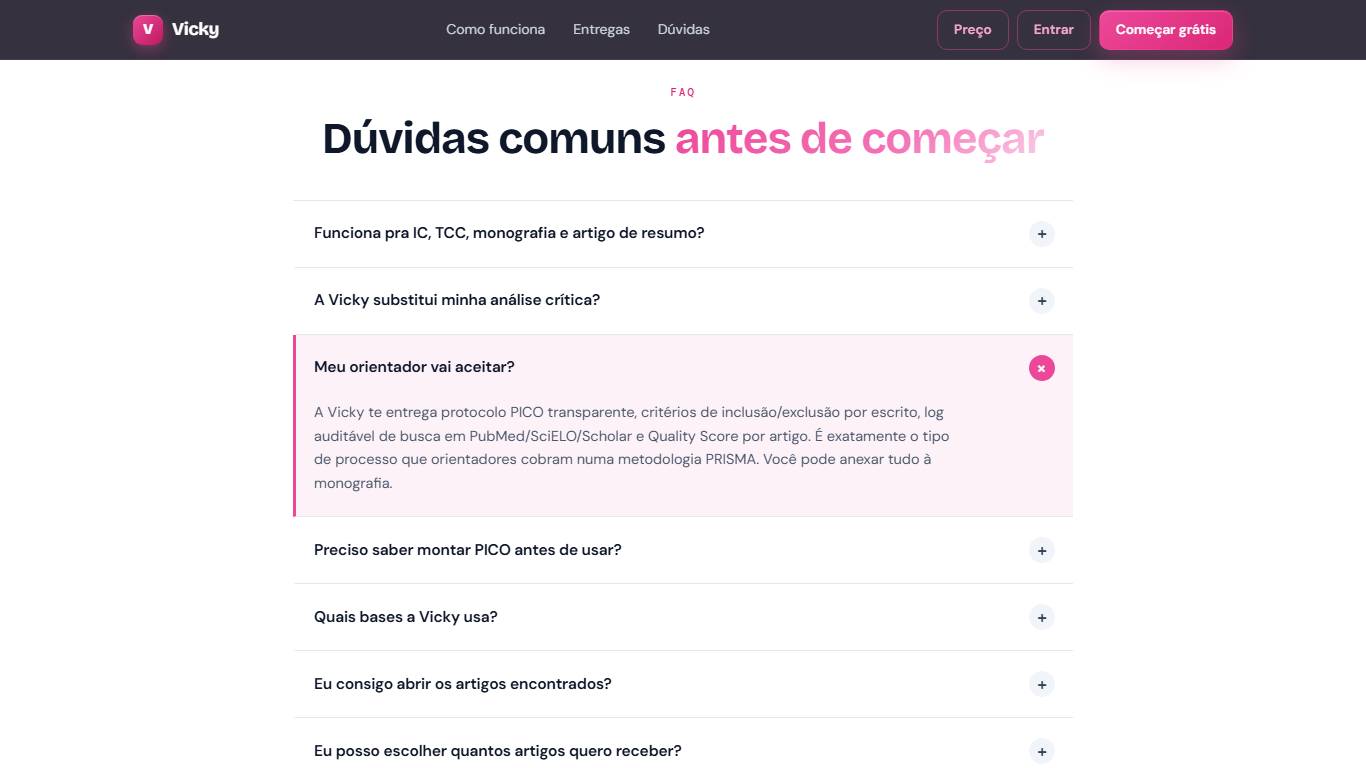 V Vicky
Como funciona
Entregas
Dúvidas
Preço
Entrar
Começar grátis
FAQ
Dúvidas comuns antes de começar
Funciona pra IC, TCC, monografia e artigo de resumo?
+
A Vicky substitui minha análise crítica?
+
Meu orientador vai aceitar?
×
A Vicky te entrega protocolo PICO transparente, critérios de inclusão/exclusão por escrito, log
auditável de busca em PubMed/SciELO/Scholar e Quality Score por artigo. É exatamente o tipo
de processo que orientadores cobram numa metodologia PRISMA. Você pode anexar tudo à
monografia.
Preciso saber montar PICO antes de usar?
+
Quais bases a Vicky usa?
+
Eu consigo abrir os artigos encontrados?
+
Eu posso escolher quantos artigos quero receber?
+